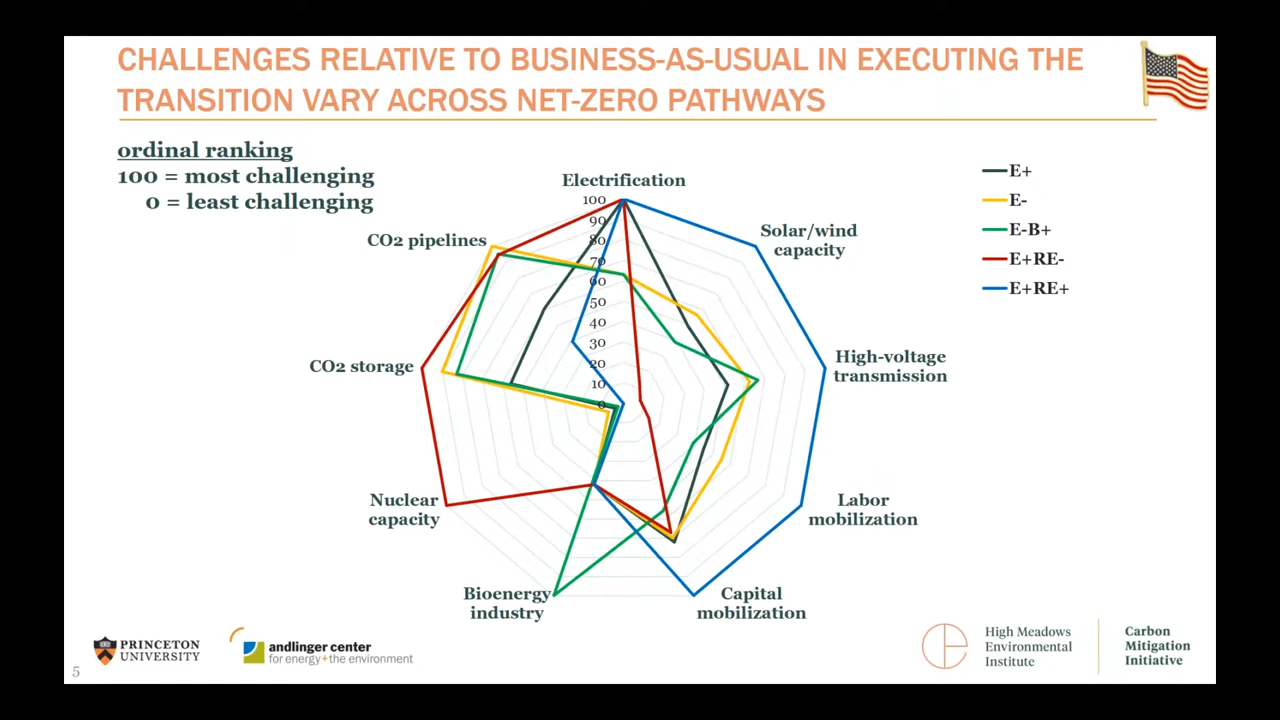 CHALLENGES RELATIVE TO BUSINESS-AS-USUAL IN EXECUTING THE
TRANSITION VARY ACROSS NET-ZERO PATHWAYS
ordinal ranking
100 = most challenging
0 = least challenging
Electrification
100
90
80
70
60
50
40
30
20
10
0
Solar/wind
capacity
High-voltage
transmission
Labor
mobilization
Capital
mobilization
Bioenergy
industry
Nuclear
capacity
CO2 storage
CO2 pipelines
E+
E-
E-B+
E+RE-
E+RE+
PRINCETON
UNIVERSITY
andlinger center
for energy+the environment
High Meadows
Environmental
Institute
Carbon
Mitigation
Initiative
5